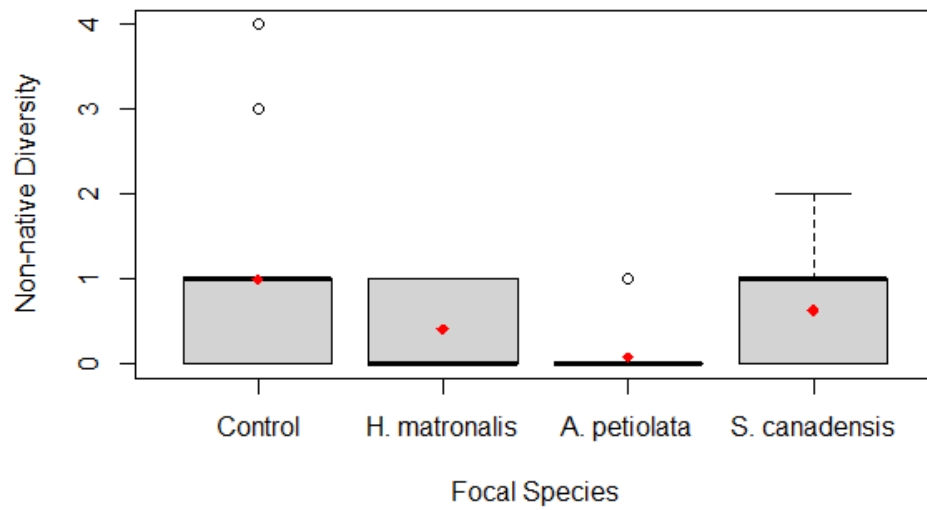 Non-native Diversity
4
3
2
1
0
Control H. matronalis A. petiolata S. canadensis
Focal Species